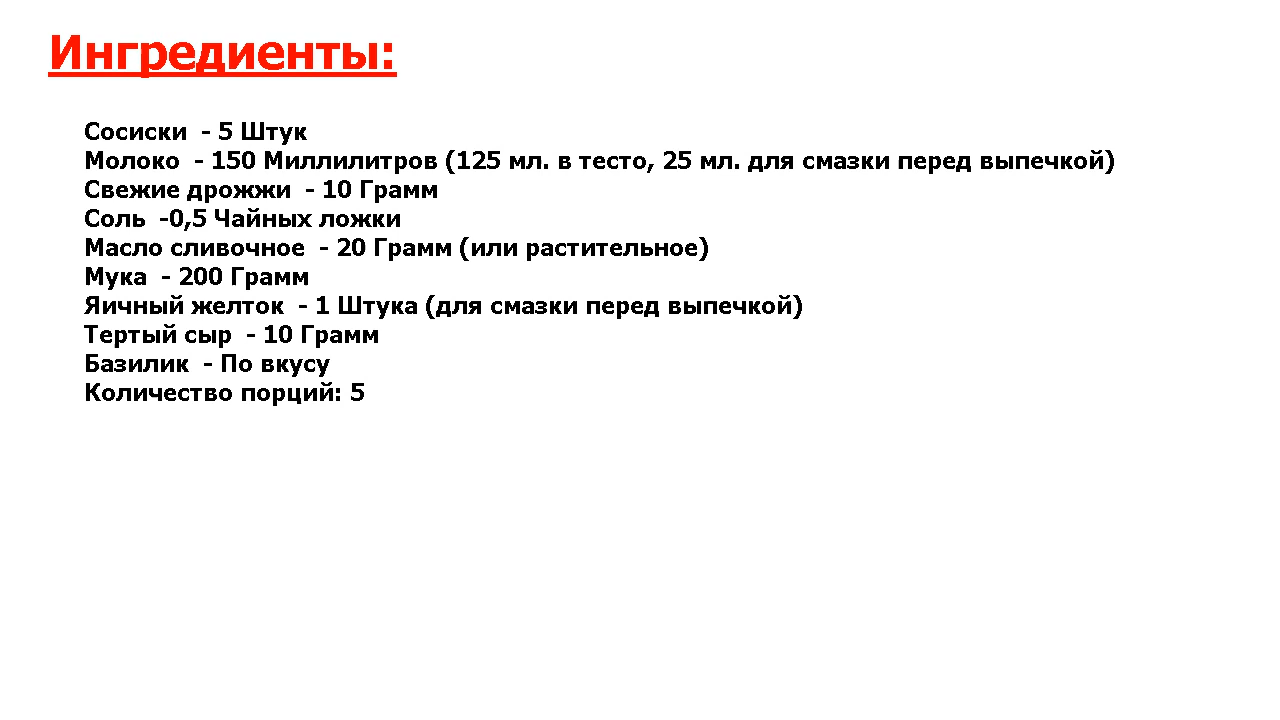 Ингредиенты:
Сосиски  - 5 Штук
Молоко  - 150 Миллилитров (125 мл. в тесто, 25 мл. для смазки перед выпечкой)
Свежие дрожжи  - 10 Грамм
Соль  -0,5 Чайных ложки
Масло сливочное  - 20 Грамм (или растительное)
Мука  - 200 Грамм
Яичный желток  - 1 Штука (для смазки перед выпечкой)
Тертый сыр  - 10 Грамм
Базилик  - По вкусу
Количество порций: 5